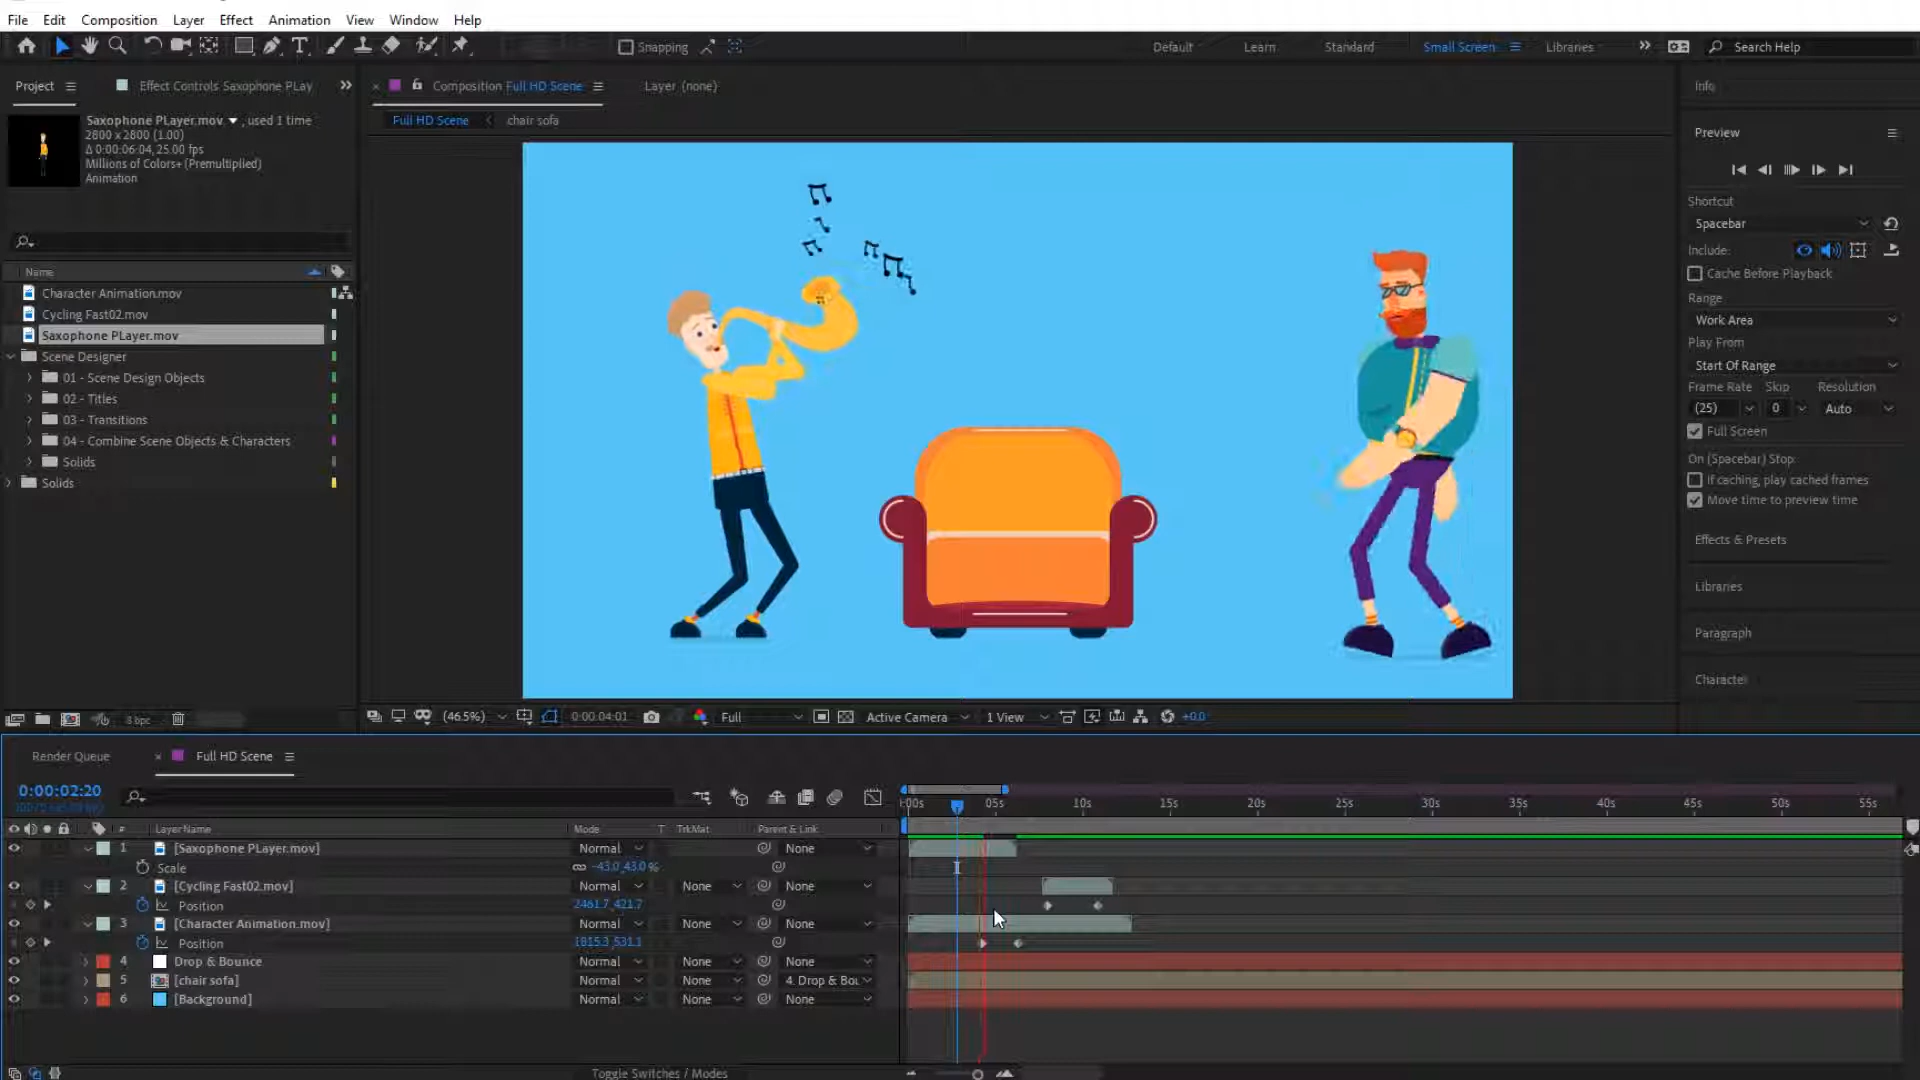 File Edit Composition Layer Effect Animation View Window Help
Snapping Default Learn Standard Small Screen Libraries Search Help
Project Effect Controls Saxophone PLay
Composition Full HD Scene Layer (none)
Full HD Scene chair sofa
Saxophone PLayer.mov , used 1 time
2800 x 2800 (1.00)
Δ 0:00:06:04, 25.00 fps
Millions of Colors+ (Premultiplied)
Animation
Name
Character Animation.mov
Cycling Fast02.mov
Saxophone PLayer.mov
Scene Designer
01 - Scene Design Objects
02 - Titles
03 - Transitions
04 - Combine Scene Objects & Characters
Solids
Solids
8 bpc
(46.5%) 0:00:04:01 Full Active Camera 1 View +0.0
Info
Preview
Shortcut
Spacebar
Include:
Cache Before Playback
Range
Work Area
Play From
Start Of Range
Frame Rate Skip Resolution
(25) 0 Auto
Full Screen
On (Spacebar) Stop:
If caching, play cached frames
Move time to preview time
Effects & Presets
Libraries
Paragraph
Character
Render Queue Full HD Scene
0:00:02:20
:00s 05s 10s 15s 20s 25s 30s 35s 40s 45s 50s 55s
# Layer Name Mode T TrkMat Parent & Link
1 [Saxophone PLayer.mov] Normal None
Scale -43.0,43.0%
2 [Cycling Fast02.mov] Normal None None
Position 2461.7,421.7
3 [Character Animation.mov] Normal None None
Position 1815.3,531.1
4 Drop & Bounce Normal None None
5 [chair sofa] Normal None 4. Drop & Bou
6 [Background] Normal None None
Toggle Switches / Modes